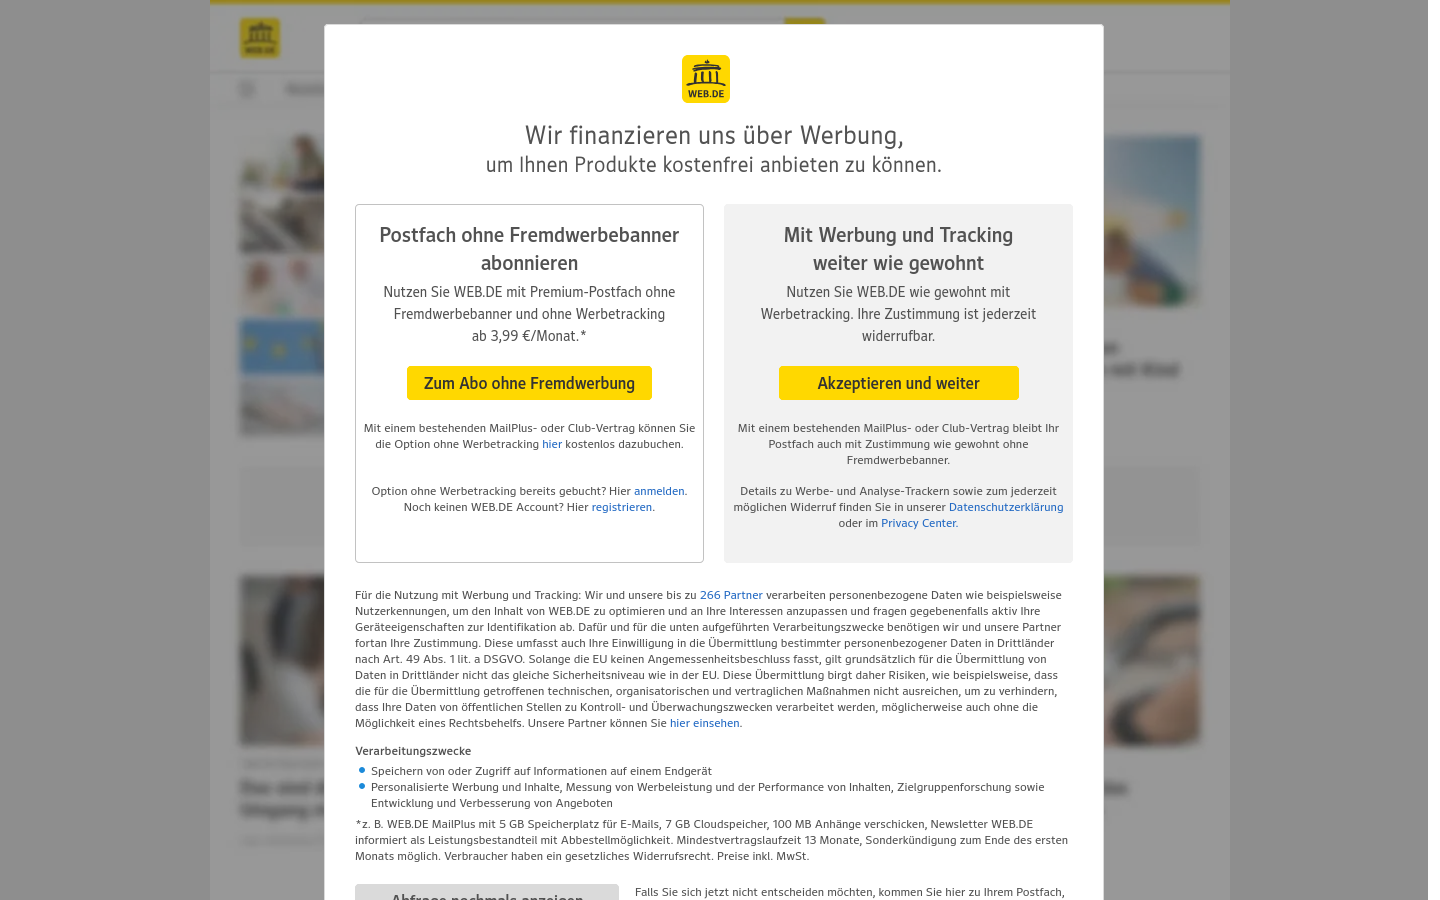 WEB.DE
Wir finanzieren uns über Werbung,
um Ihnen Produkte kostenfrei anbieten zu können.
Postfach ohne Fremdwerbebanner
abonnieren
Nutzen Sie WEB.DE mit Premium-Postfach ohne
Fremdwerbebanner und ohne Werbetracking
ab 3,99 €/Monat.*
Zum Abo ohne Fremdwerbung
Mit einem bestehenden MailPlus- oder Club-Vertrag können Sie
die Option ohne Werbetracking hier kostenlos dazubuchen.
Option ohne Werbetracking bereits gebucht? Hier anmelden.
Noch keinen WEB.DE Account? Hier registrieren.
Mit Werbung und Tracking
weiter wie gewohnt
Nutzen Sie WEB.DE wie gewohnt mit
Werbetracking. Ihre Zustimmung ist jederzeit
widerrufbar.
Akzeptieren und weiter
Mit einem bestehenden MailPlus- oder Club-Vertrag bleibt Ihr
Postfach auch mit Zustimmung wie gewohnt ohne
Fremdwerbebanner.
Details zu Werbe- und Analyse-Trackern sowie zum jederzeit
möglichen Widerruf finden Sie in unserer Datenschutzerklärung
oder im Privacy Center.
Für die Nutzung mit Werbung und Tracking: Wir und unsere bis zu 266 Partner verarbeiten personenbezogene Daten wie beispielsweise
Nutzerkennungen, um den Inhalt von WEB.DE zu optimieren und an Ihre Interessen anzupassen und fragen gegebenenfalls aktiv Ihre
Geräteeigenschaften zur Identifikation ab. Dafür und für die unten aufgeführten Verarbeitungszwecke benötigen wir und unsere Partner
fortan Ihre Zustimmung. Diese umfasst auch Ihre Einwilligung in die Übermittlung bestimmter personenbezogener Daten in Drittländer
nach Art. 49 Abs. 1 lit. a DSGVO. Solange die EU keinen Angemessenheitsbeschluss fasst, gilt grundsätzlich für die Übermittlung von
Daten in Drittländer nicht das gleiche Sicherheitsniveau wie in der EU. Diese Übermittlung birgt daher Risiken, wie beispielsweise, dass
die für die Übermittlung getroffenen technischen, organisatorischen und vertraglichen Maßnahmen nicht ausreichen, um zu verhindern,
dass Ihre Daten von öffentlichen Stellen zu Kontroll- und Überwachungszwecken verarbeitet werden, möglicherweise auch ohne die
Möglichkeit eines Rechtsbehelfs. Unsere Partner können Sie hier einsehen.
Verarbeitungszwecke
Speichern von oder Zugriff auf Informationen auf einem Endgerät
Personalisierte Werbung und Inhalte, Messung von Werbeleistung und der Performance von Inhalten, Zielgruppenforschung sowie
Entwicklung und Verbesserung von Angeboten
*z. B. WEB.DE MailPlus mit 5 GB Speicherplatz für E-Mails, 7 GB Cloudspeicher, 100 MB Anhänge verschicken, Newsletter WEB.DE
informiert als Leistungsbestandteil mit Abbestellmöglichkeit. Mindestvertragslaufzeit 13 Monate, Sonderkündigung zum Ende des ersten
Monats möglich. Verbraucher haben ein gesetzliches Widerrufsrecht. Preise inkl. MwSt.
Abfrage nochmals anzeigen
Falls Sie sich jetzt nicht entscheiden möchten, kommen Sie hier zu Ihrem Postfach,